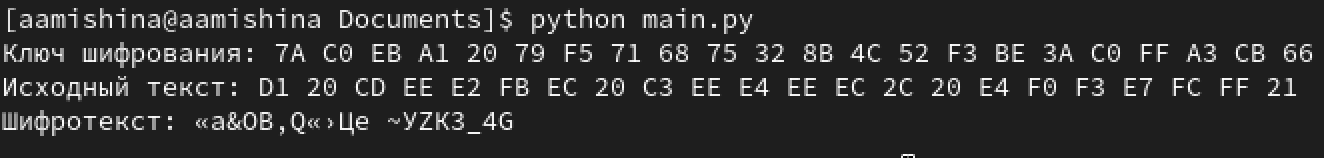 [aamishina@aamishina Documents]$ python main.py
Ключ шифрования: 7A C0 EB A1 20 79 F5 71 68 75 32 8B 4C 52 F3 BE 3A C0 FF A3 CB 66
Исходный текст: D1 20 CD EE E2 FB EC 20 C3 EE E4 EE EC 2C 20 E4 F0 F3 E7 FC FF 21
Шифротекст: «а&ОВ‚Q«›Це ~УZК3_4G